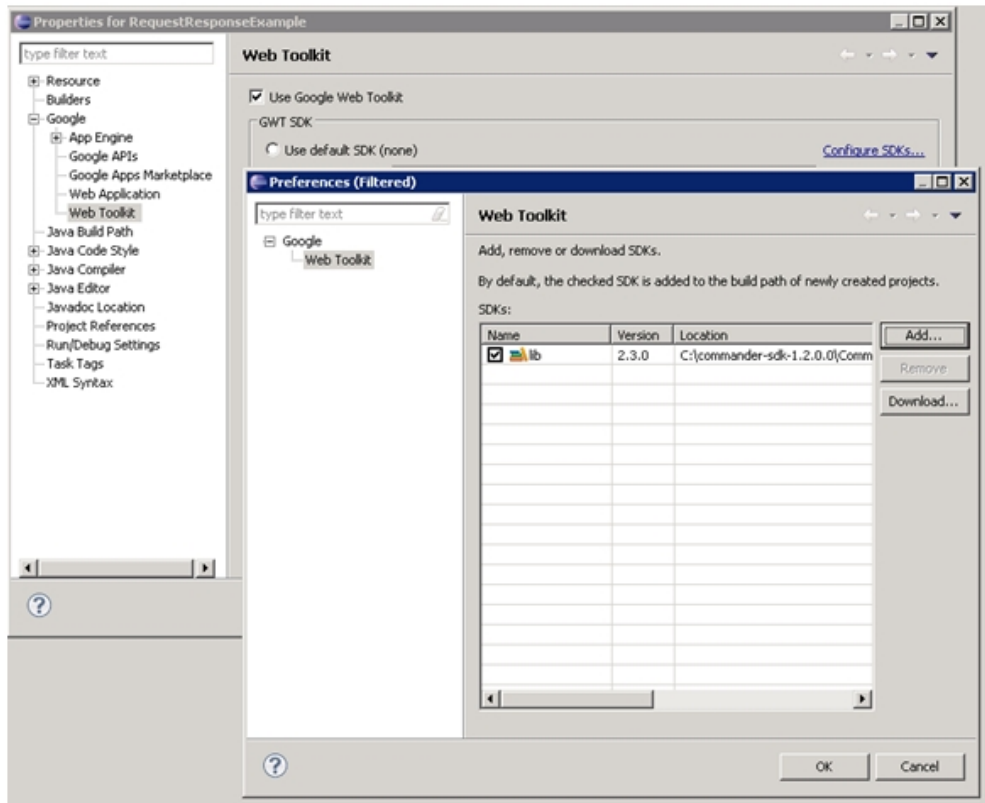 Properties for RequestResponseExample
type filter text
Resource
Builders
Google
App Engine
Google APIs
Google Apps Marketplace
Web Application
Web Toolkit
Java Build Path
Java Code Style
Java Compiler
Java Editor
Javadoc Location
Project References
Run/Debug Settings
Task Tags
XML Syntax
Web Toolkit
Use Google Web Toolkit
GWT SDK
Use default SDK (none)
Configure SDKs...
Preferences (Filtered)
type filter text
Google
Web Toolkit
Web Toolkit
Add, remove or download SDKs.
By default, the checked SDK is added to the build path of newly created projects.
SDKs:
Name Version Location
lib 2.3.0 C:\commander-sdk-1.2.0.0\Comm
Add...
Remove
Download...
OK Cancel